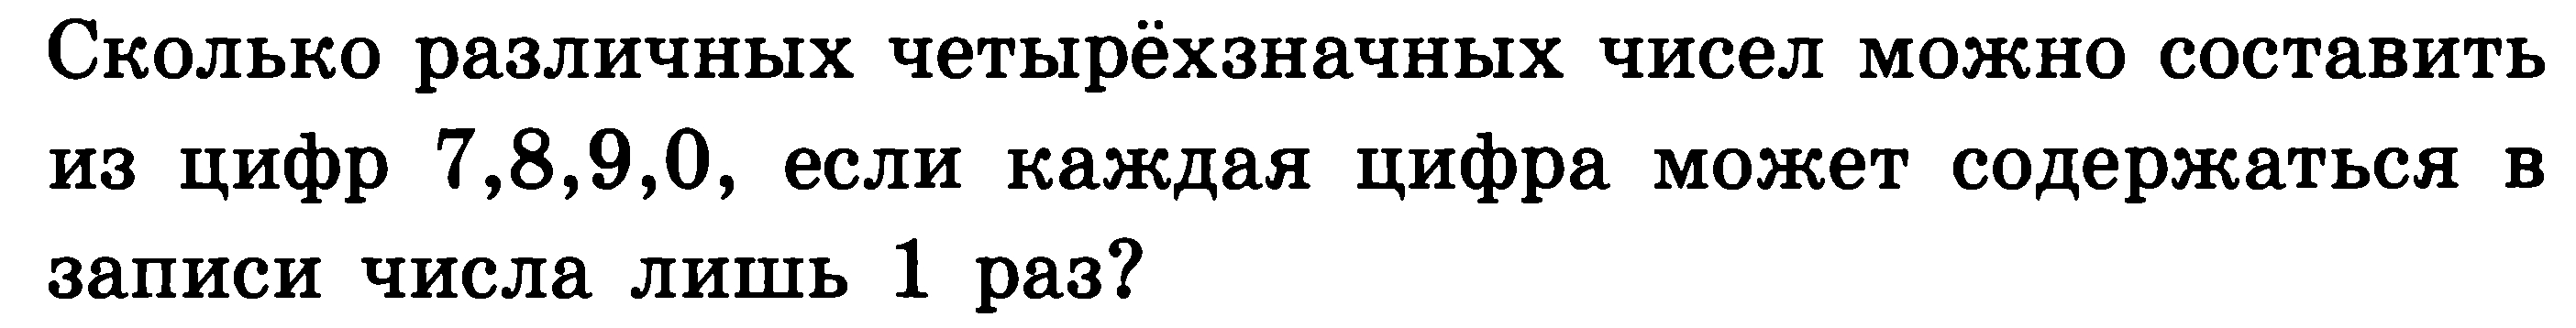 Сколько различных четырёхзначных чисел можно составить
из цифр 7,8,9,0, если каждая цифра может содержаться в
записи числа лишь 1 раз?